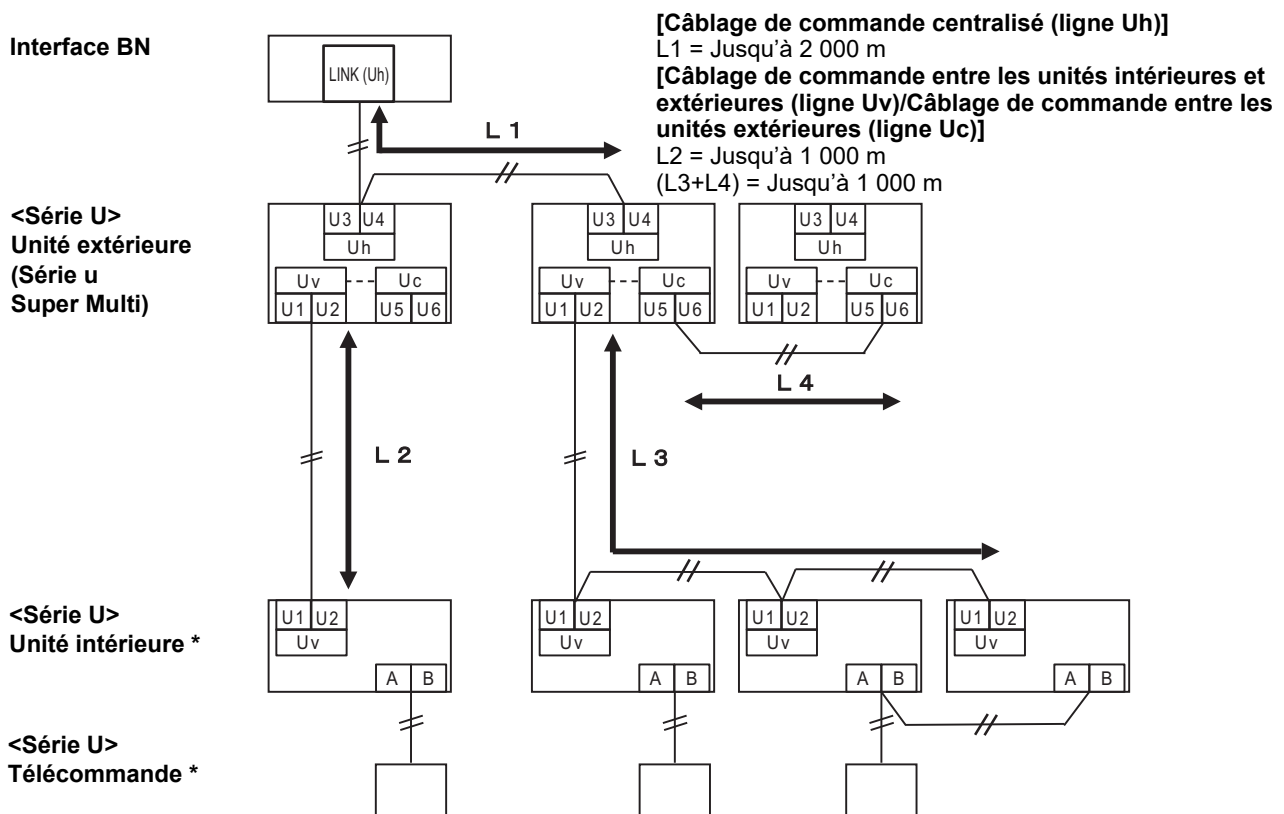 Interface BN
LINK (Uh)
[Câblage de commande centralisé (ligne Uh)]
L1 = Jusqu'à 2 000 m
[Câblage de commande entre les unités intérieures et
extérieures (ligne Uv)/Câblage de commande entre les
unités extérieures (ligne Uc)]
L2 = Jusqu'à 1 000 m
(L3+L4) = Jusqu'à 1 000 m
L 1
<Série U>
Unité extérieure
(Série u
Super Multi)
U3 U4 U3 U4 U3 U4
Uh Uh Uh
Uv Uc Uv Uc Uv Uc
U1 U2 U5 U6 U1 U2 U5 U6 U1 U2 U5 U6
L 4
L 2 L 3
<Série U>
Unité intérieure *
U1 U2 U1 U2 U1 U2 U1 U2
Uv Uv Uv Uv
A B A B A B A B
<Série U>
Télécommande *